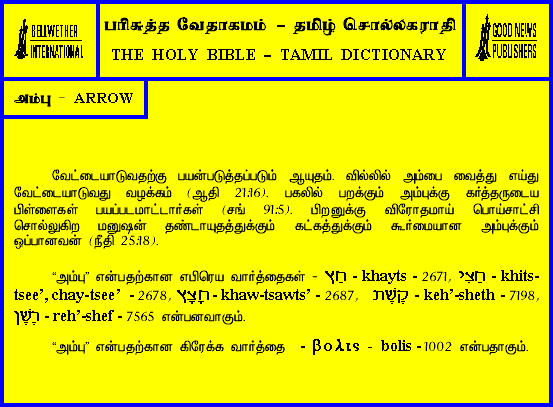 BELLWETHER
INTERNATIONAL
பரிசுத்த வேதாகமம் - தமிழ் சொல்லகராதி
THE HOLY BIBLE - TAMIL DICTIONARY
GOOD NEWS
PUBLISHERS
அம்பு - ARROW
வேட்டையாடுவதற்கு பயன்படுத்தப்படும் ஆயுதம். வில்லில் அம்பை வைத்து எய்து
வேட்டையாடுவது வழக்கம் (ஆதி 21:16). பகலில் பறக்கும் அம்புக்கு கர்த்தருடைய
பிள்ளைகள் பயப்படமாட்டார்கள் (சங் 91:5). பிறனுக்கு விரோதமாய் பொய்சாட்சி
சொல்லுகிற மனுஷன் தண்டாயுதத்துக்கும் கட்கத்துக்கும் கூர்மையான அம்புக்கும்
ஒப்பானவன் (நீதி 25:18).
“அம்பு” என்பதற்கான எபிரெய வார்த்தைகள் - חֵץ - khayts - 2671, חֵצִי - khits-
tsee’, chay-tsee’ - 2678, חָצָץ - khaw-tsawts’ - 2687, קֶשֶׁת - keh’-sheth - 7198,
רֶשֶׁף - reh’-shef - 7565 என்பனவாகும்.
“அம்பு” என்பதற்கான கிரேக்க வார்த்தை - βολις - bolis - 1002 என்பதாகும்.